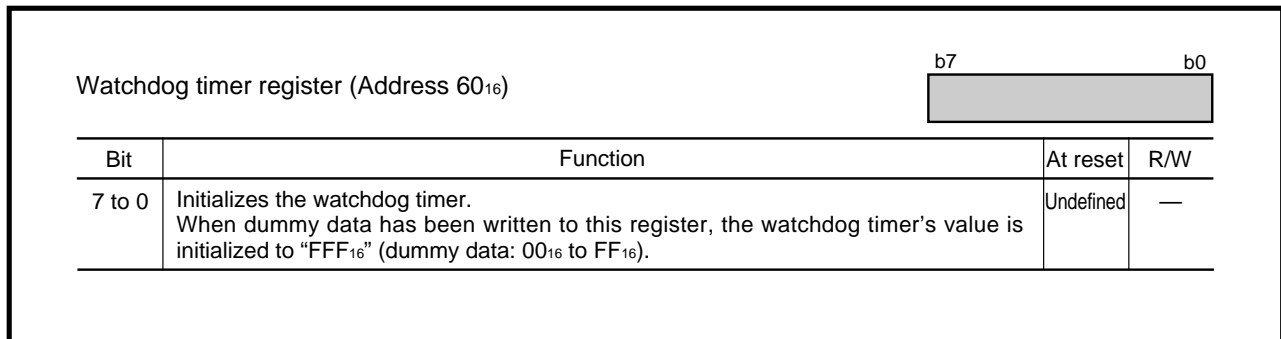 b7 b0
Watchdog timer register (Address 60₁₆)
Bit Function At reset R/W
7 to 0 Initializes the watchdog timer. Undefined —
When dummy data has been written to this register, the watchdog timer’s value is
initialized to “FFF₁₆” (dummy data: 00₁₆ to FF₁₆).